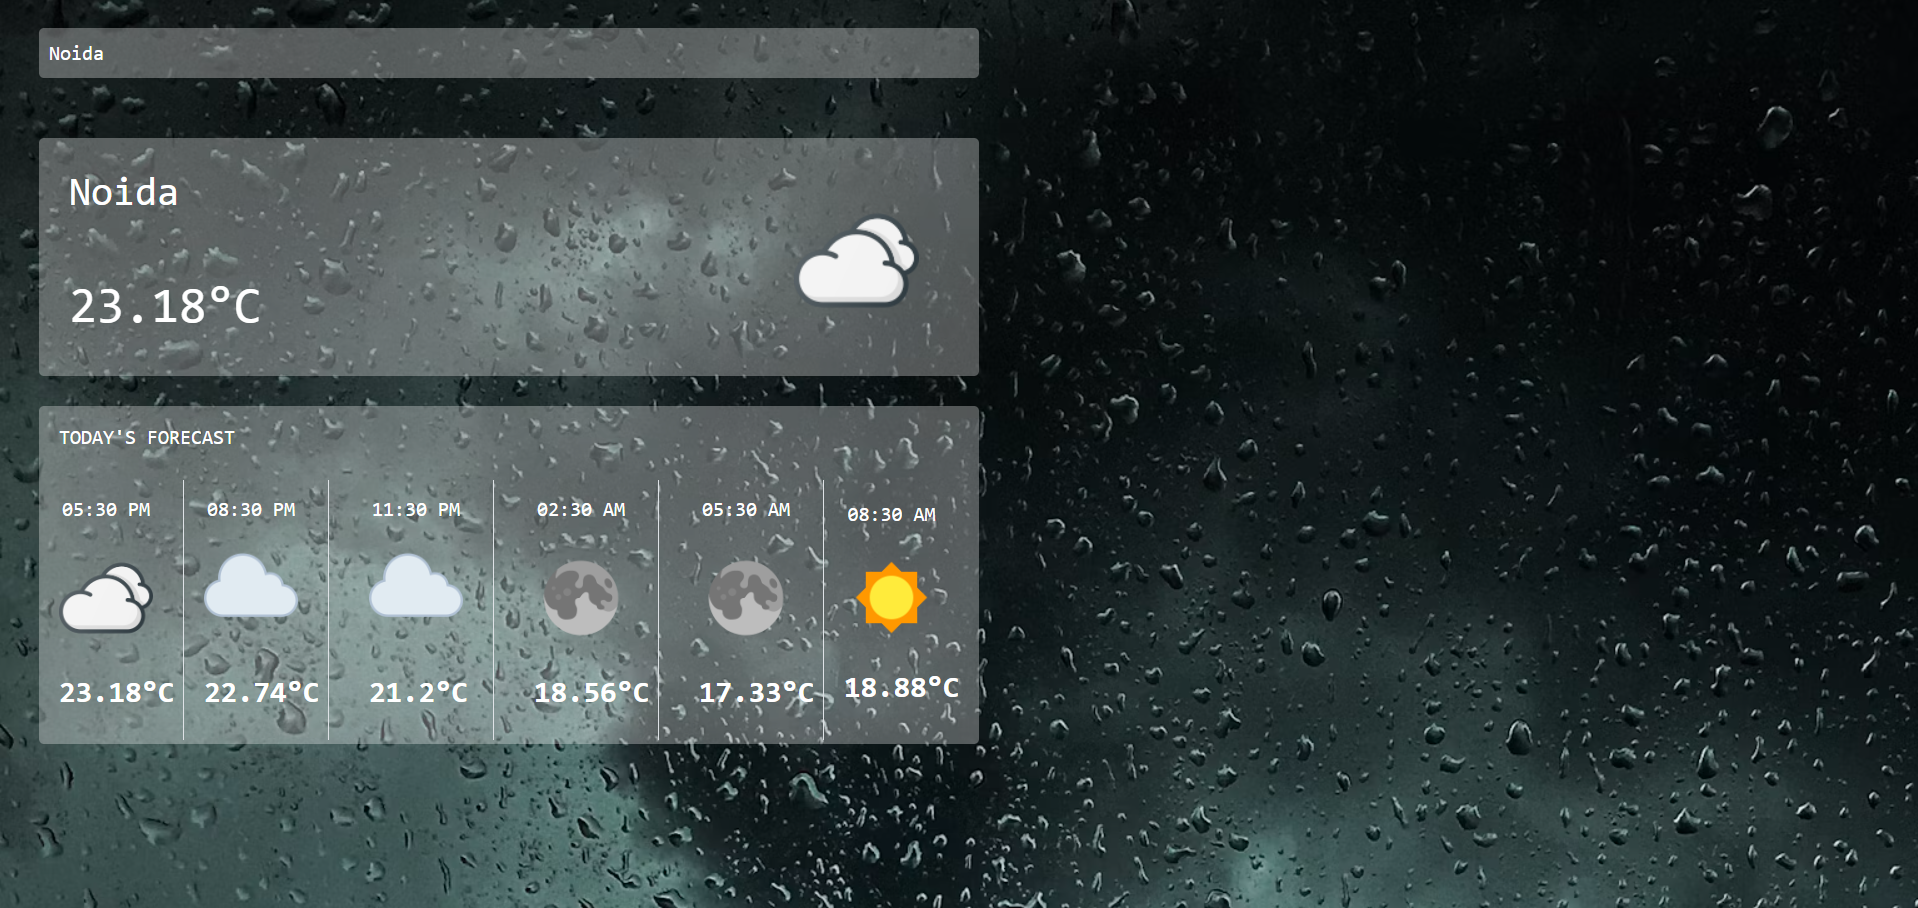 Noida
Noida
23.18°C
TODAY'S FORECAST
05:30 PM 08:30 PM 11:30 PM 02:30 AM 05:30 AM 08:30 AM
23.18°C 22.74°C 21.2°C 18.56°C 17.33°C 18.88°C